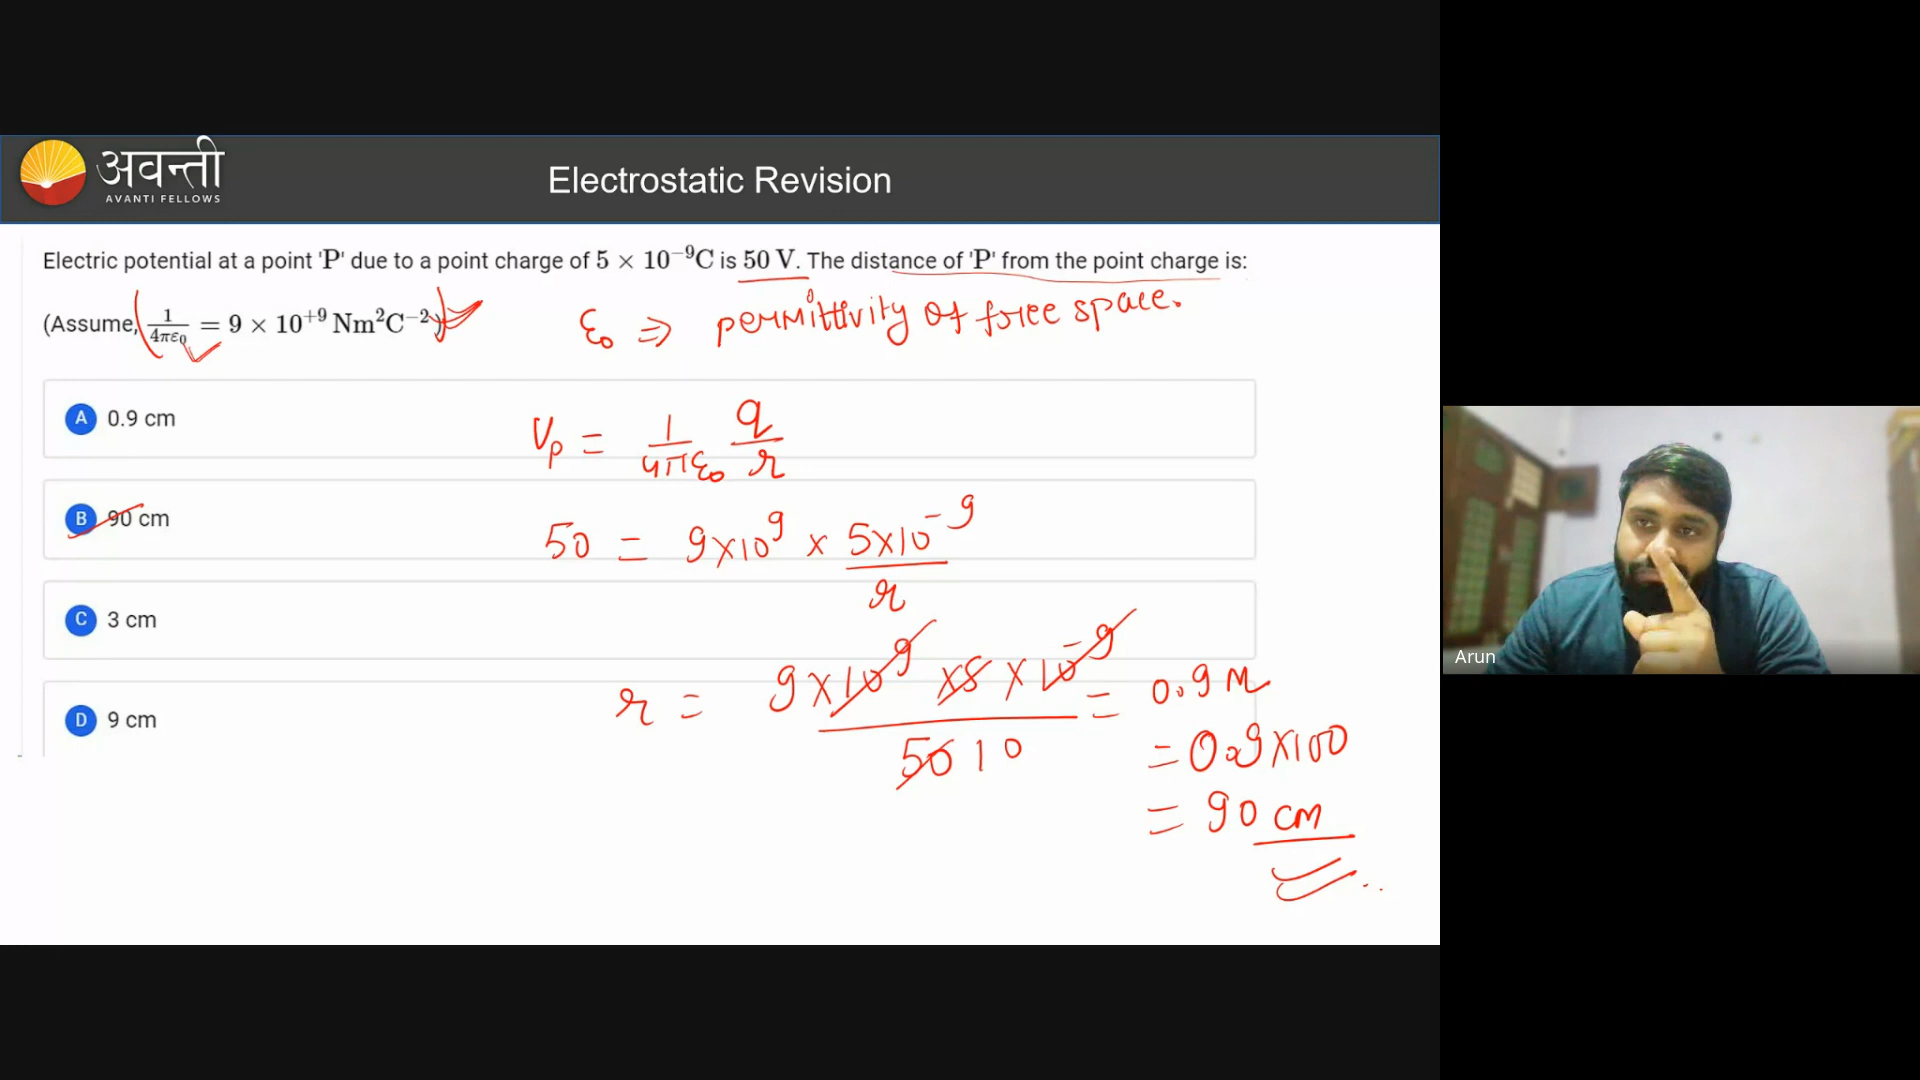 अवन्ती
AVANTI FELLOWS
Electrostatic Revision
Electric potential at a point 'P' due to a point charge of 5 × 10⁻⁹C is 50 V. The distance of 'P' from the point charge is:
(Assume, 1/4πε₀ = 9 × 10⁺⁹ Nm²C⁻²)
ε₀ ⇒ permittivity of free space.
A 0.9 cm
B 90 cm
C 3 cm
D 9 cm
Vp = 1/4πε₀ q/r
50 = 9×10⁹ × 5×10⁻⁹/r
r = 9×10⁹ ×5 ×10⁻⁹/50 10 = 0.9 m
= 0.9×100
= 90 cm
Arun